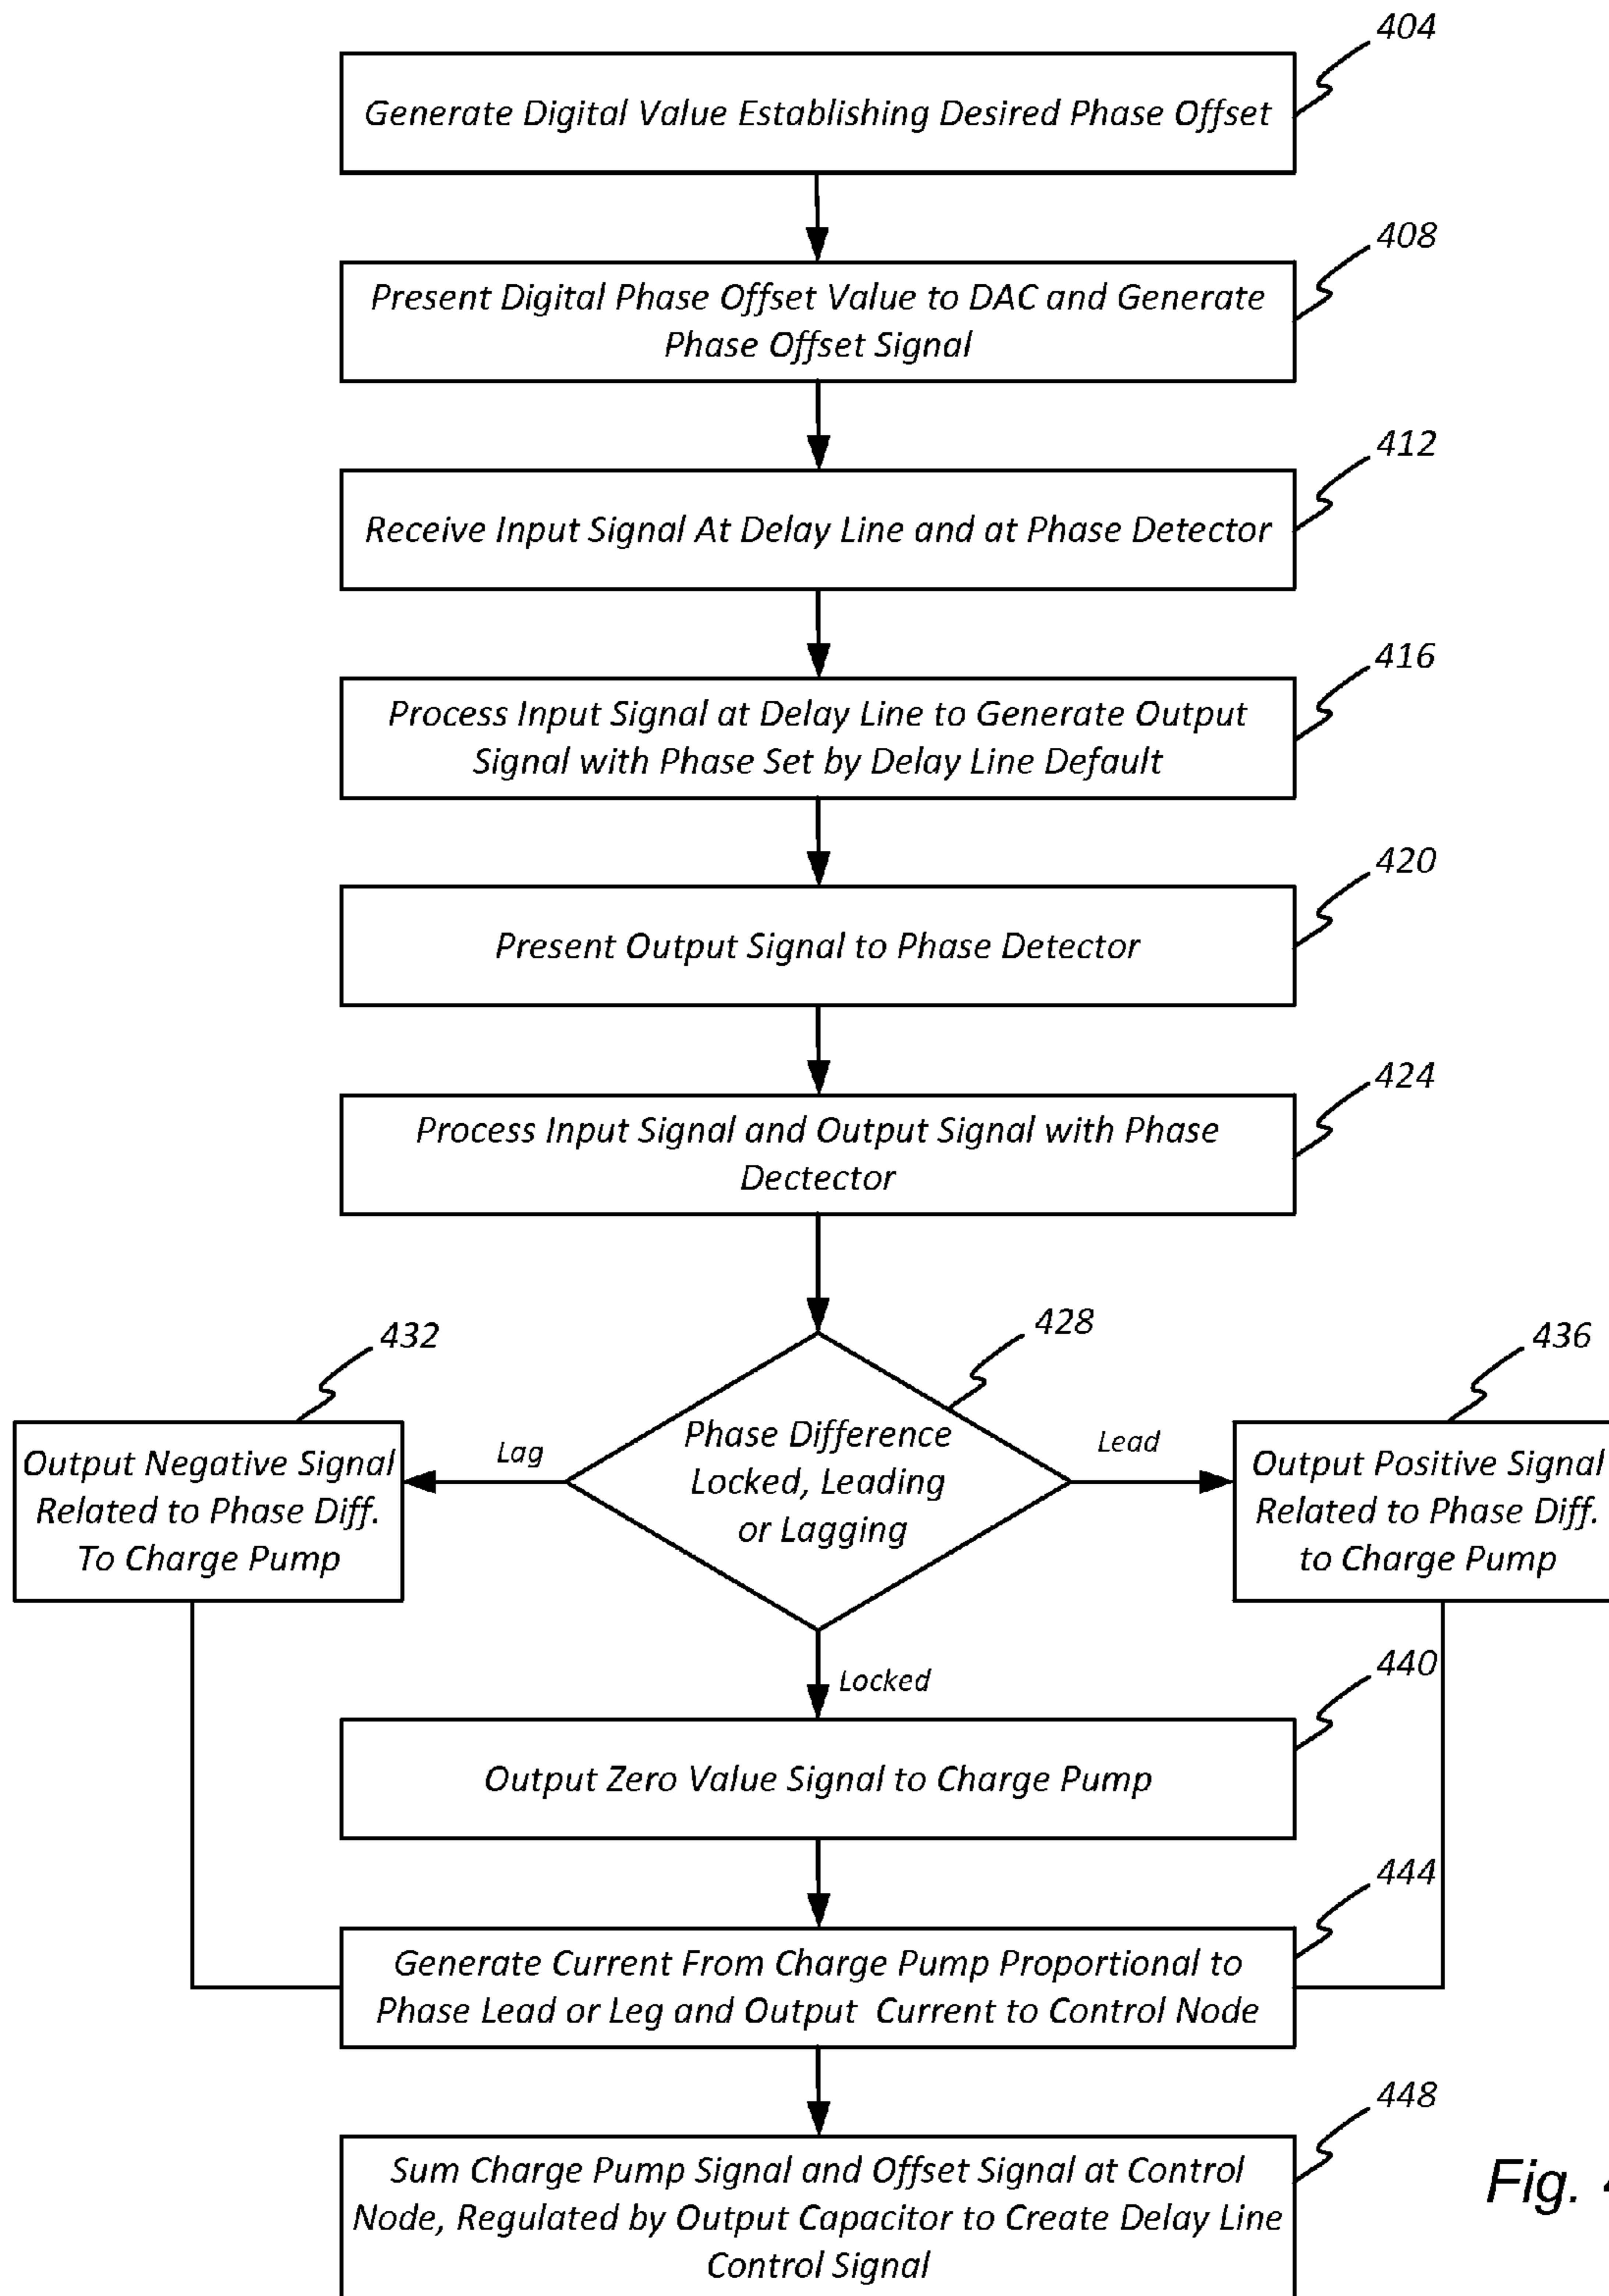 404
Generate Digital Value Establishing Desired Phase Offset
408
Present Digital Phase Offset Value to DAC and Generate
Phase Offset Signal
412
Receive Input Signal At Delay Line and at Phase Detector
416
Process Input Signal at Delay Line to Generate Output
Signal with Phase Set by Delay Line Default
420
Present Output Signal to Phase Detector
424
Process Input Signal and Output Signal with Phase
Dectector
428
Phase Difference
Locked, Leading
or Lagging
432
Output Negative Signal
Related to Phase Diff.
To Charge Pump
Lag
Lead
436
Output Positive Signal
Related to Phase Diff.
to Charge Pump
Locked
440
Output Zero Value Signal to Charge Pump
444
Generate Current From Charge Pump Proportional to
Phase Lead or Leg and Output Current to Control Node
448
Sum Charge Pump Signal and Offset Signal at Control
Node, Regulated by Output Capacitor to Create Delay Line
Control Signal
Fig.